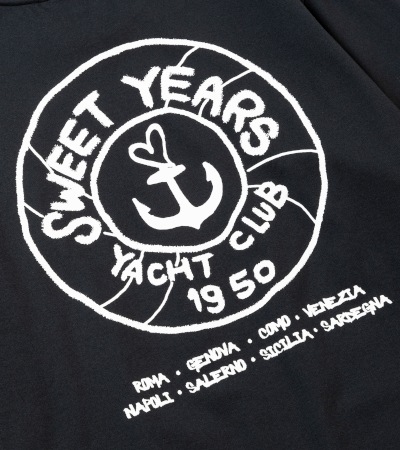 SWEET YEARS
YACHT CLUB
1950
ROMA • GENOVA • COMO • VENEZIA
NAPOLI • SALERNO • SICILIA • SARDEGNA